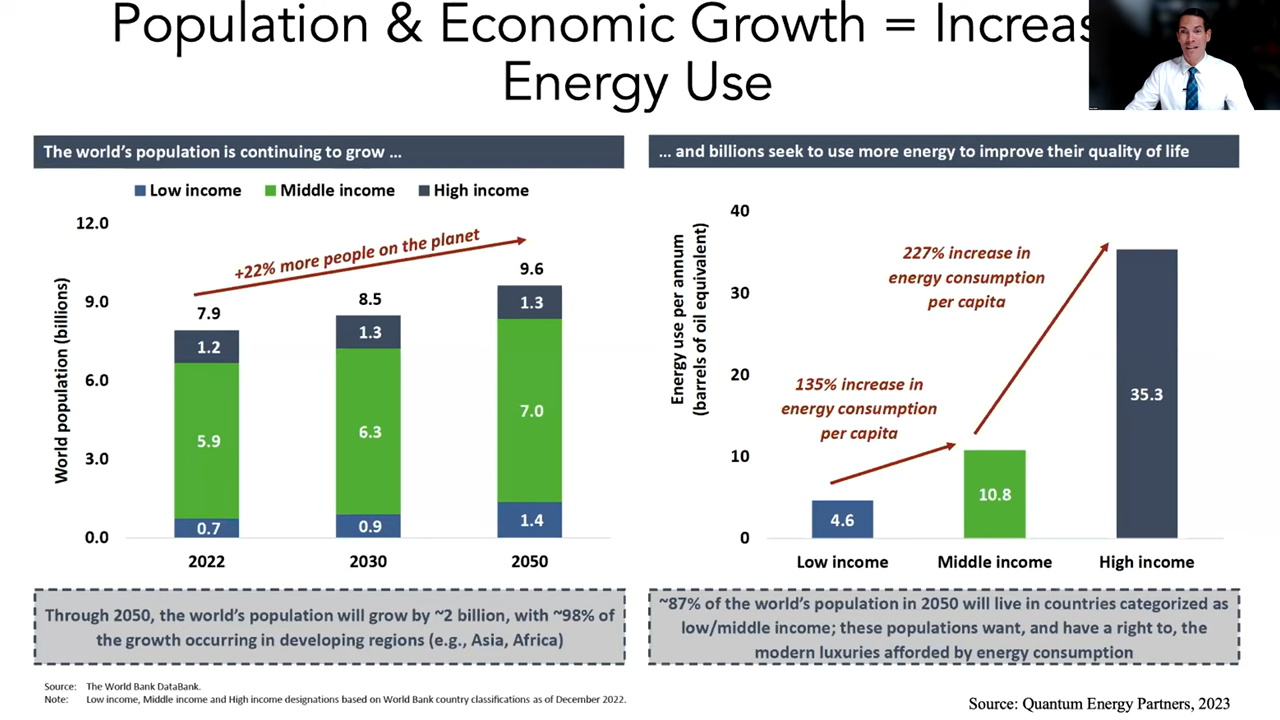 Population & Economic Growth = Increas
Energy Use
The world's population is continuing to grow ...
Low income Middle income High income
12.0
9.0
6.0
3.0
0.0
World population (billions)
+22% more people on the planet
7.9
1.2
5.9
0.7
2022
8.5
1.3
6.3
0.9
2030
9.6
1.3
7.0
1.4
2050
Through 2050, the world's population will grow by ~2 billion, with ~98% of
the growth occurring in developing regions (e.g., Asia, Africa)
... and billions seek to use more energy to improve their quality of life
Energy use per annum
(barrels of oil equivalent)
40
30
20
10
0
135% increase in
energy consumption
per capita
227% increase in
energy consumption
per capita
4.6
10.8
35.3
Low income
Middle income
High income
~87% of the world's population in 2050 will live in countries categorized as
low/middle income; these populations want, and have a right to, the
modern luxuries afforded by energy consumption
Source: The World Bank DataBank.
Note: Low income, Middle income and High income designations based on World Bank country classifications as of December 2022.
Source: Quantum Energy Partners, 2023